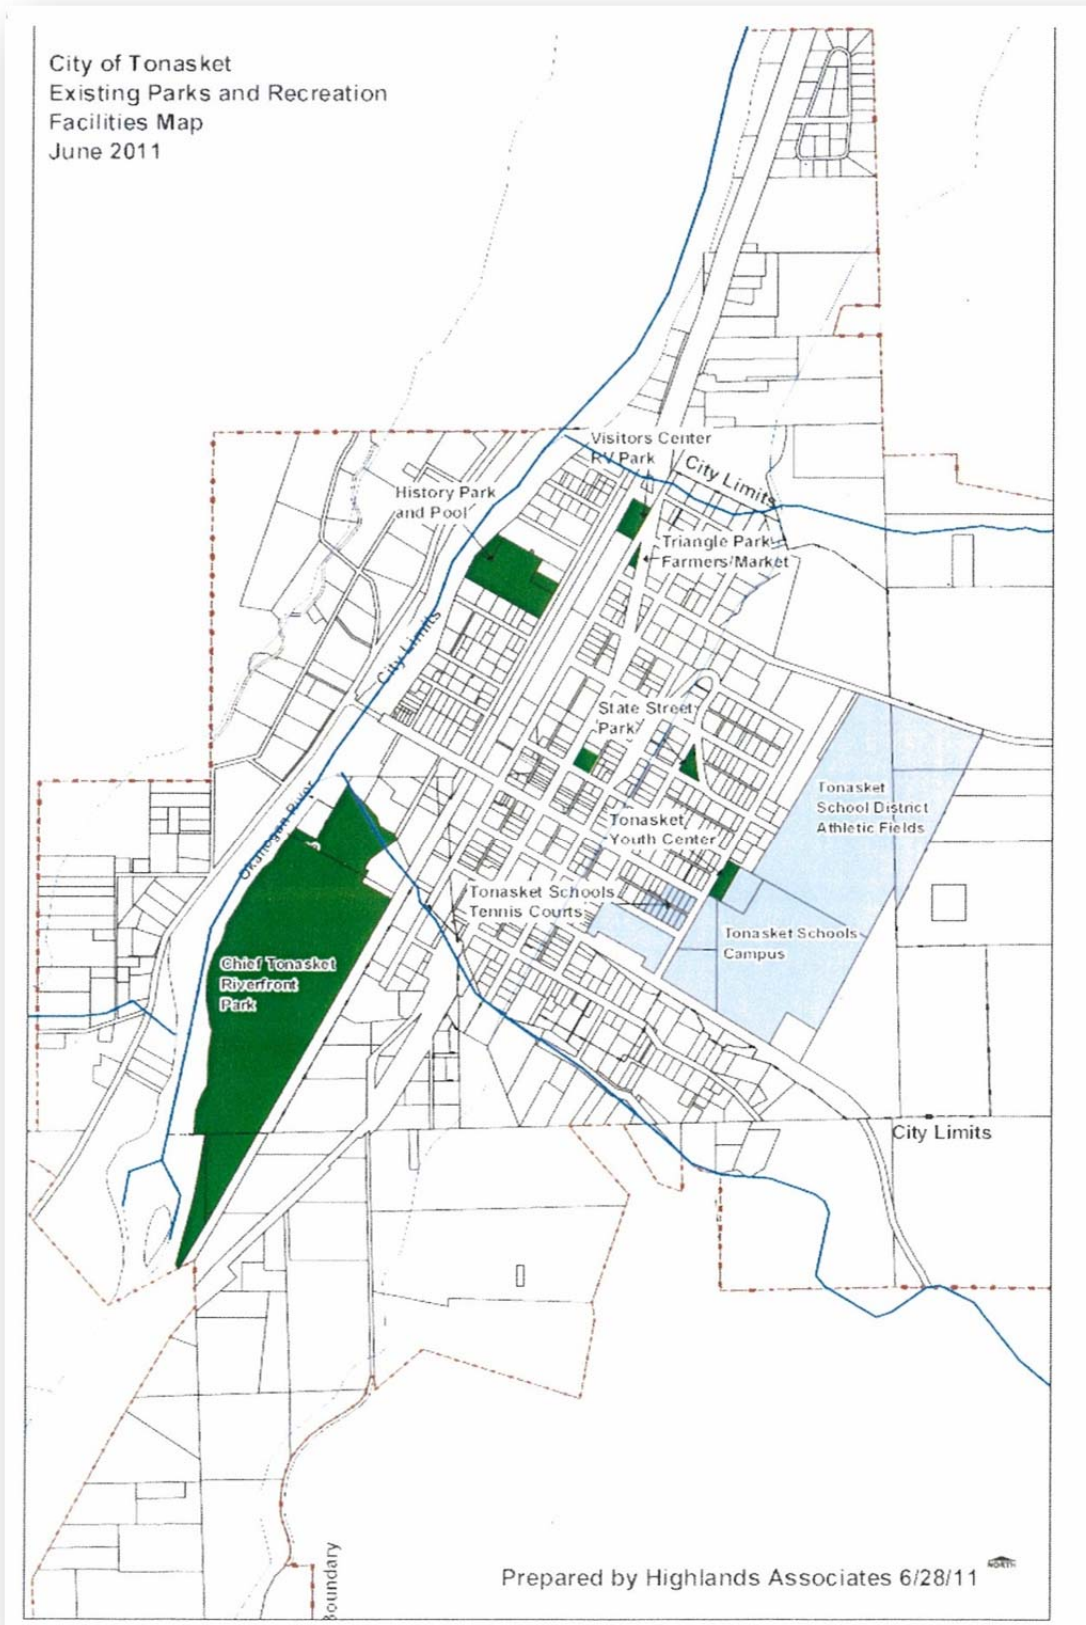 City of Tonasket
Existing Parks and Recreation
Facilities Map
June 2011
Visitors Center
RV Park
City Limits
History Park
and Pool
Triangle Park
Farmers Market
City Limits
State Street
Park
Tonasket
School District
Athletic Fields
Okanogan River
Tonasket
Youth Center
Tonasket Schools
Tennis Courts
Tonasket Schools
Campus
Chief Tonasket
Riverfront
Park
City Limits
Boundary
NORTH
Prepared by Highlands Associates 6/28/11